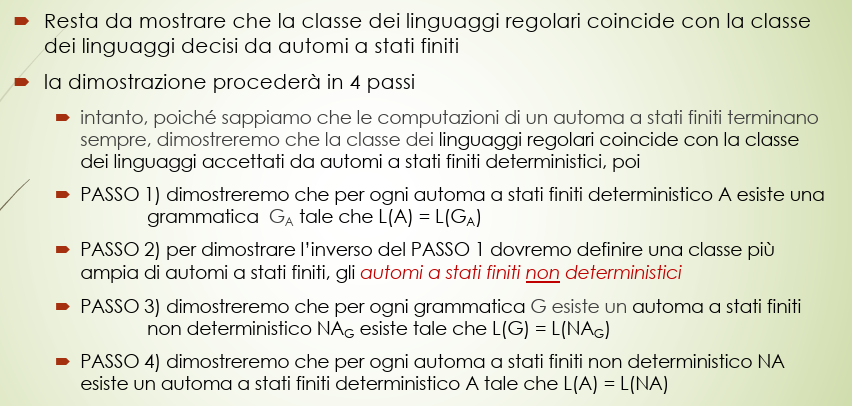 Resta da mostrare che la classe dei linguaggi regolari coincide con la classe
dei linguaggi decisi da automi a stati finiti
la dimostrazione procederà in 4 passi
intanto, poiché sappiamo che le computazioni di un automa a stati finiti terminano
sempre, dimostreremo che la classe dei linguaggi regolari coincide con la classe
dei linguaggi accettati da automi a stati finiti deterministici, poi
PASSO 1) dimostreremo che per ogni automa a stati finiti deterministico A esiste una
grammatica G_A tale che L(A) = L(G_A)
PASSO 2) per dimostrare l'inverso del PASSO 1 dovremo definire una classe più
ampia di automi a stati finiti, gli automi a stati finiti non deterministici
PASSO 3) dimostreremo che per ogni grammatica G esiste un automa a stati finiti
non deterministico NA_G esiste tale che L(G) = L(NA_G)
PASSO 4) dimostreremo che per ogni automa a stati finiti non deterministico NA
esiste un automa a stati finiti deterministico A tale che L(A) = L(NA)